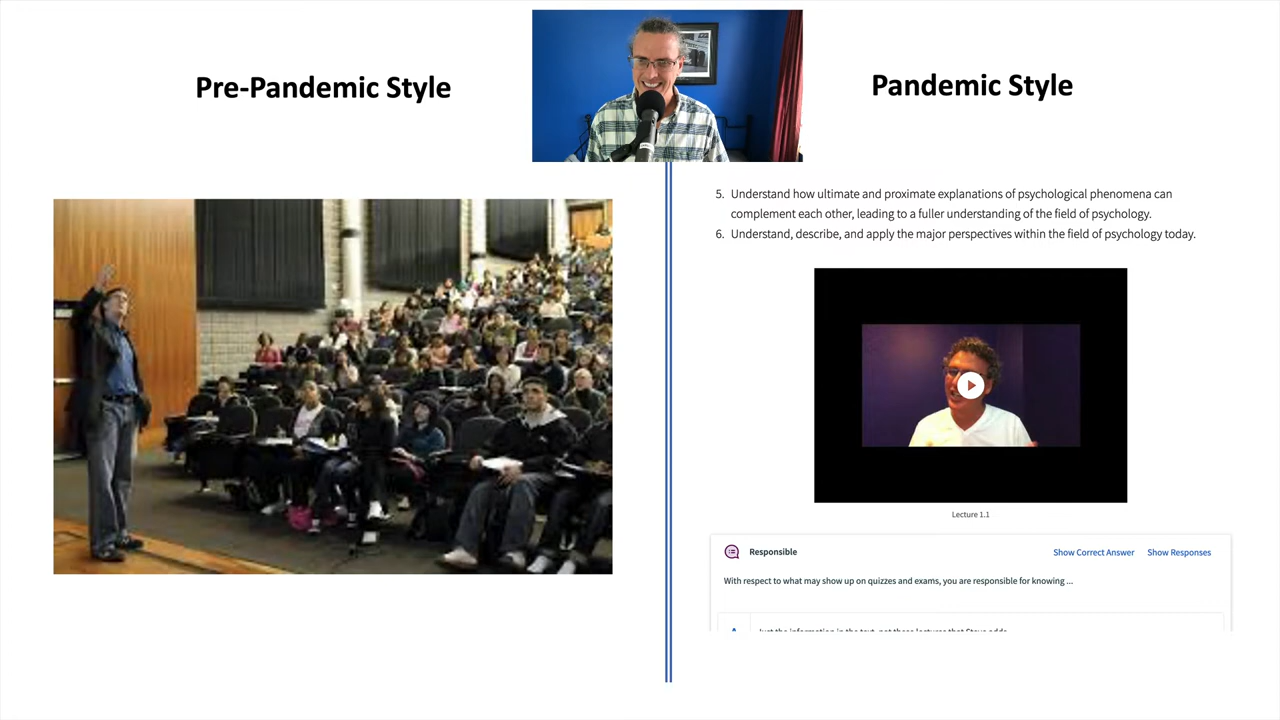 Pre-Pandemic Style
Pandemic Style
5. Understand how ultimate and proximate explanations of psychological phenomena can
complement each other, leading to a fuller understanding of the field of psychology.
6. Understand, describe, and apply the major perspectives within the field of psychology today.
Lecture 1.1
Responsible
Show Correct Answer
Show Responses
With respect to what may show up on quizzes and exams, you are responsible for knowing ...